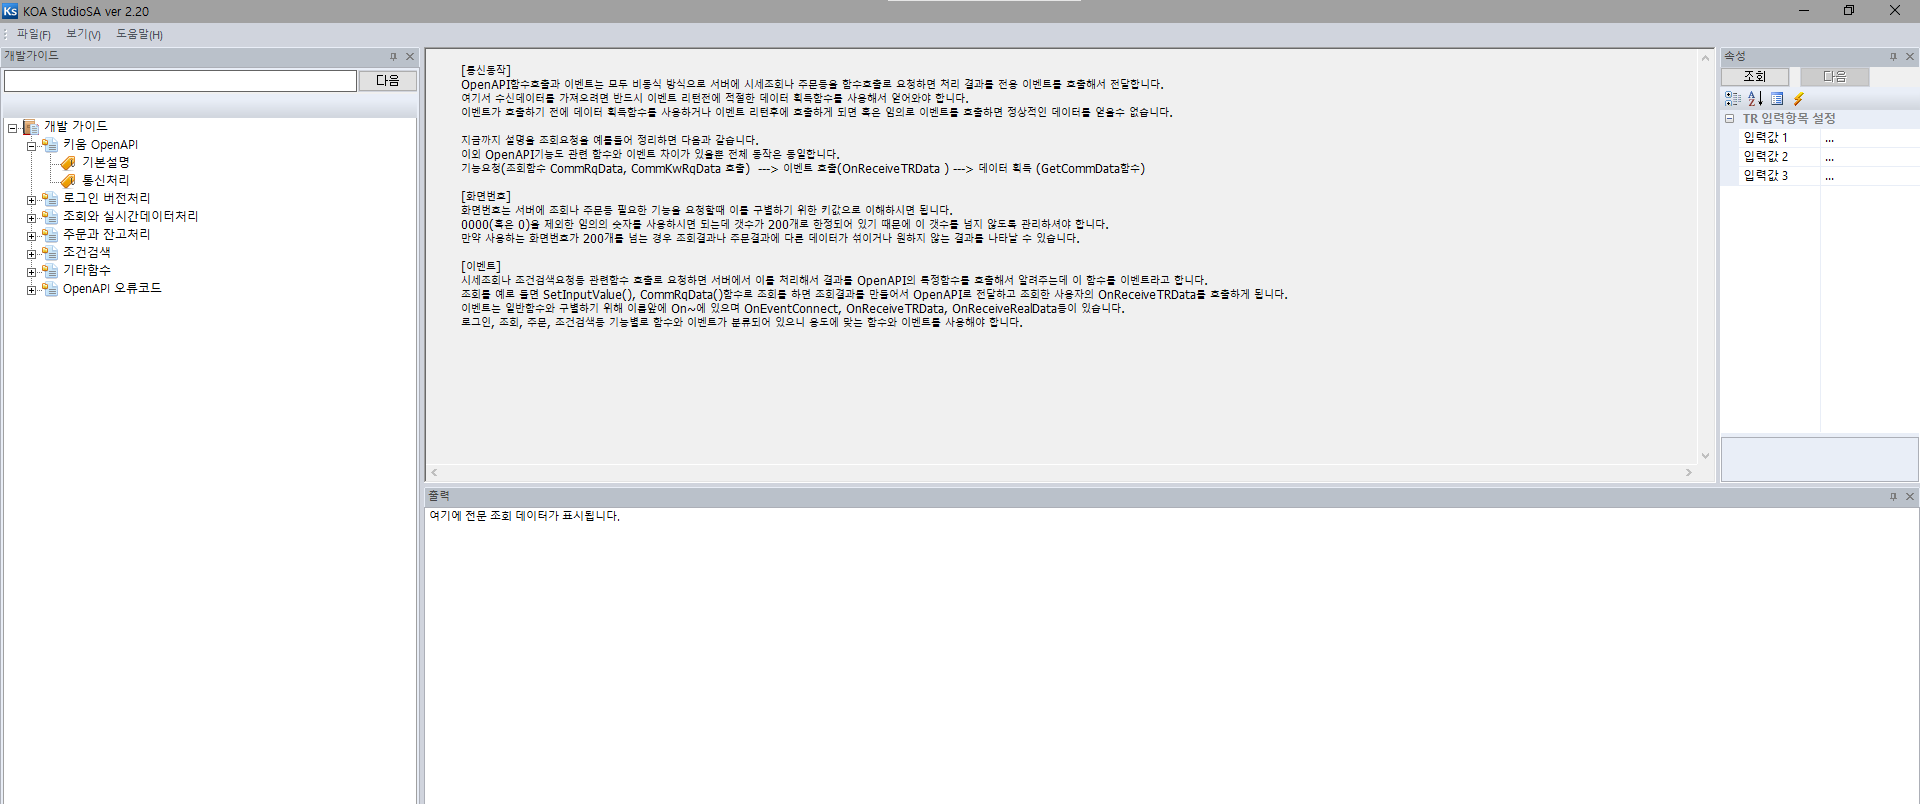 KOA StudioSA ver 2.20
파일(F) 보기(V) 도움말(H)
개발가이드
다음
개발 가이드
키움 OpenAPI
기본설명
통신처리
로그인 버전처리
조회와 실시간데이터처리
주문과 잔고처리
조건검색
기타함수
OpenAPI 오류코드
[통신동작]
OpenAPI함수호출과 이벤트는 모두 비동식 방식으로 서버에 시세조회나 주문등을 함수호출로 요청하면 처리 결과를 전용 이벤트를 호출해서 전달합니다.
여기서 수신데이터를 가져오려면 반드시 이벤트 리턴전에 적절한 데이터 획득함수를 사용해서 얻어와야 합니다.
이벤트가 호출하기 전에 데이터 획득함수를 사용하거나 이벤트 리턴후에 호출하게 되면 혹은 임의로 이벤트를 호출하면 정상적인 데이터를 얻을수 없습니다.
지금까지 설명을 조회요청을 예를들어 정리하면 다음과 같습니다.
이외 OpenAPI기능도 관련 함수와 이벤트 차이가 있을뿐 전체 동작은 동일합니다.
기능요청(조회함수 CommRqData, CommKwRqData 호출) ---> 이벤트 호출(OnReceiveTRData ) ---> 데이터 획득 (GetCommData함수)
[화면번호]
화면번호는 서버에 조회나 주문등 필요한 기능을 요청할때 이를 구별하기 위한 키값으로 이해하시면 됩니다.
0000(혹은 0)을 제외한 임의의 숫자를 사용하시면 되는데 갯수가 200개로 한정되어 있기 때문에 이 갯수를 넘지 않도록 관리하셔야 합니다.
만약 사용하는 화면번호가 200개를 넘는 경우 조회결과나 주문결과에 다른 데이터가 섞이거나 원하지 않는 결과를 나타날 수 있습니다.
[이벤트]
시세조회나 조건검색요청등 관련함수 호출로 요청하면 서버에서 이를 처리해서 결과를 OpenAPI의 특정함수를 호출해서 알려주는데 이 함수를 이벤트라고 합니다.
조회를 예로 들면 SetInputValue(), CommRqData()함수로 조회를 하면 조회결과를 만들어서 OpenAPI로 전달하고 조회한 사용자의 OnReceiveTRData를 호출하게 됩니다.
이벤트는 일반함수와 구별하기 위해 이름앞에 On~에 있으며 OnEventConnect, OnReceiveTRData, OnReceiveRealData등이 있습니다.
로그인, 조회, 주문, 조건검색등 기능별로 함수와 이벤트가 분류되어 있으니 용도에 맞는 함수와 이벤트를 사용해야 합니다.
속성
조회 다음
TR 입력항목 설정
입력값 1 ...
입력값 2 ...
입력값 3 ...
출력
여기에 전문 조회 데이터가 표시됩니다.